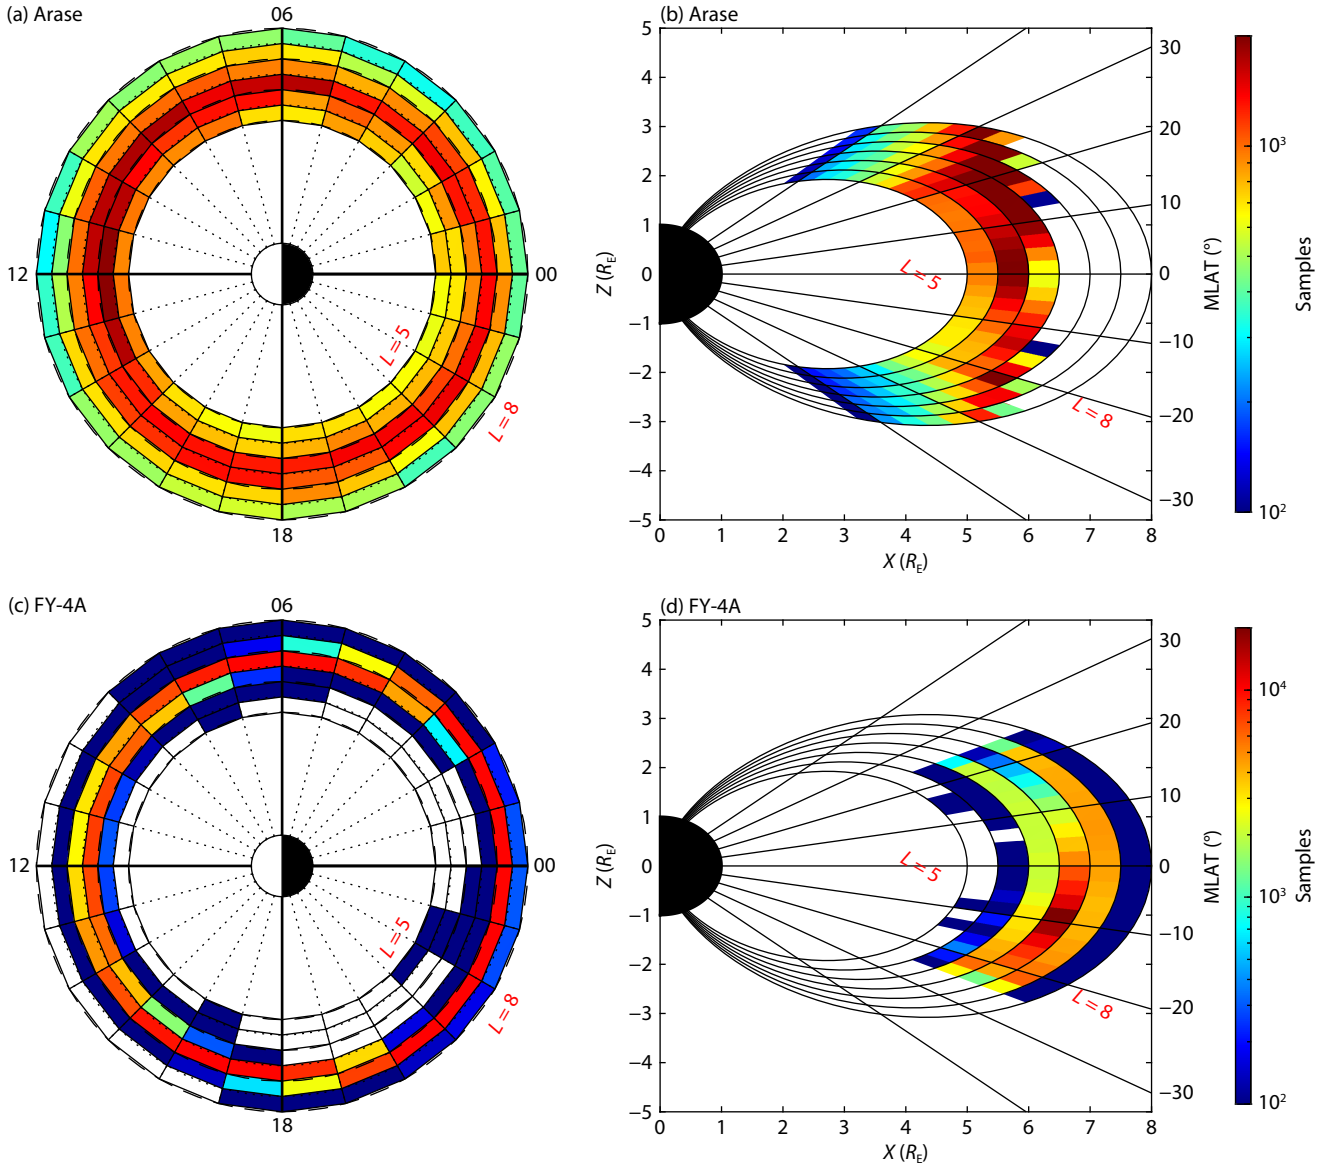 (a) Arase
06
12
00
18
L = 5
L = 8
(b) Arase
5
4
3
2
1
0
−1
−2
−3
−4
−5
Z (RE)
0 1 2 3 4 5 6 7 8
X (RE)
L = 5
L = 8
30
20
10
0
−10
−20
−30
MLAT (°)
10³
10²
Samples
(c) FY-4A
06
12
00
18
L = 5
L = 8
(d) FY-4A
5
4
3
2
1
0
−1
−2
−3
−4
−5
Z (RE)
0 1 2 3 4 5 6 7 8
X (RE)
L = 5
L = 8
30
20
10
0
−10
−20
−30
MLAT (°)
10⁴
10³
10²
Samples